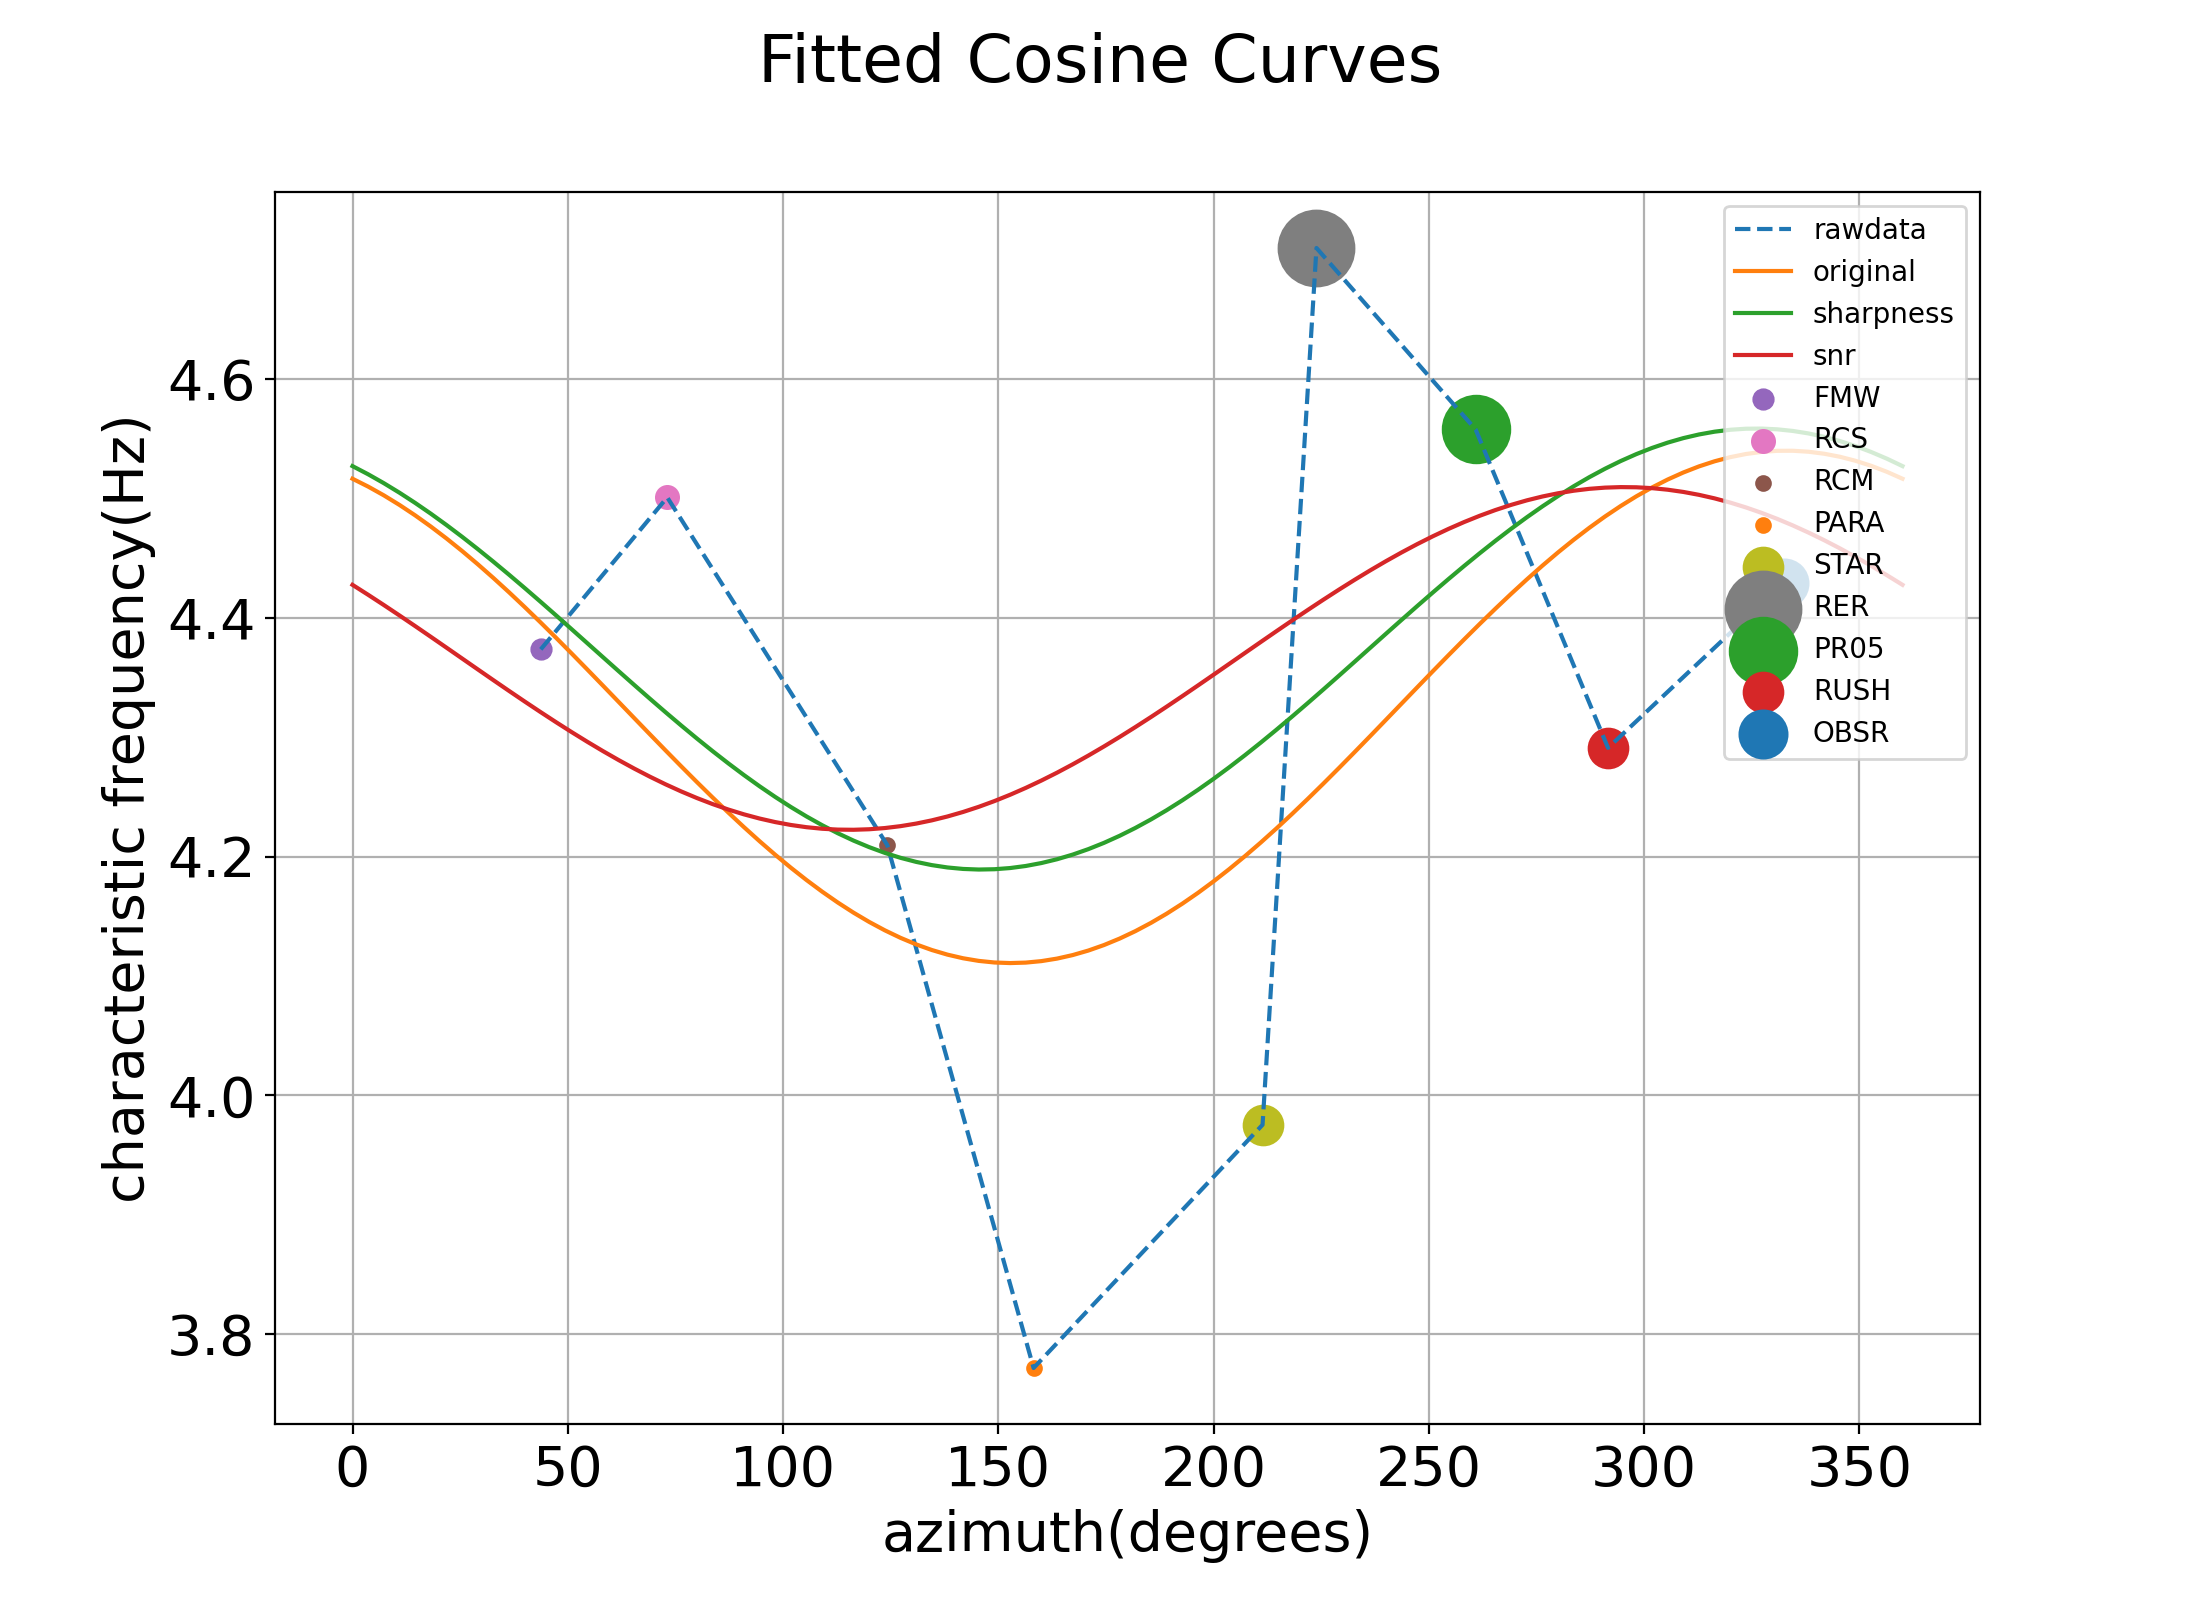 Fitted Cosine Curves
characteristic frequency(Hz)
4.6
4.4
4.2
4.0
3.8
rawdata
original
sharpness
snr
FMW
RCS
RCM
PARA
STAR
RER
PR05
RUSH
OBSR
0 50 100 150 200 250 300 350
azimuth(degrees)